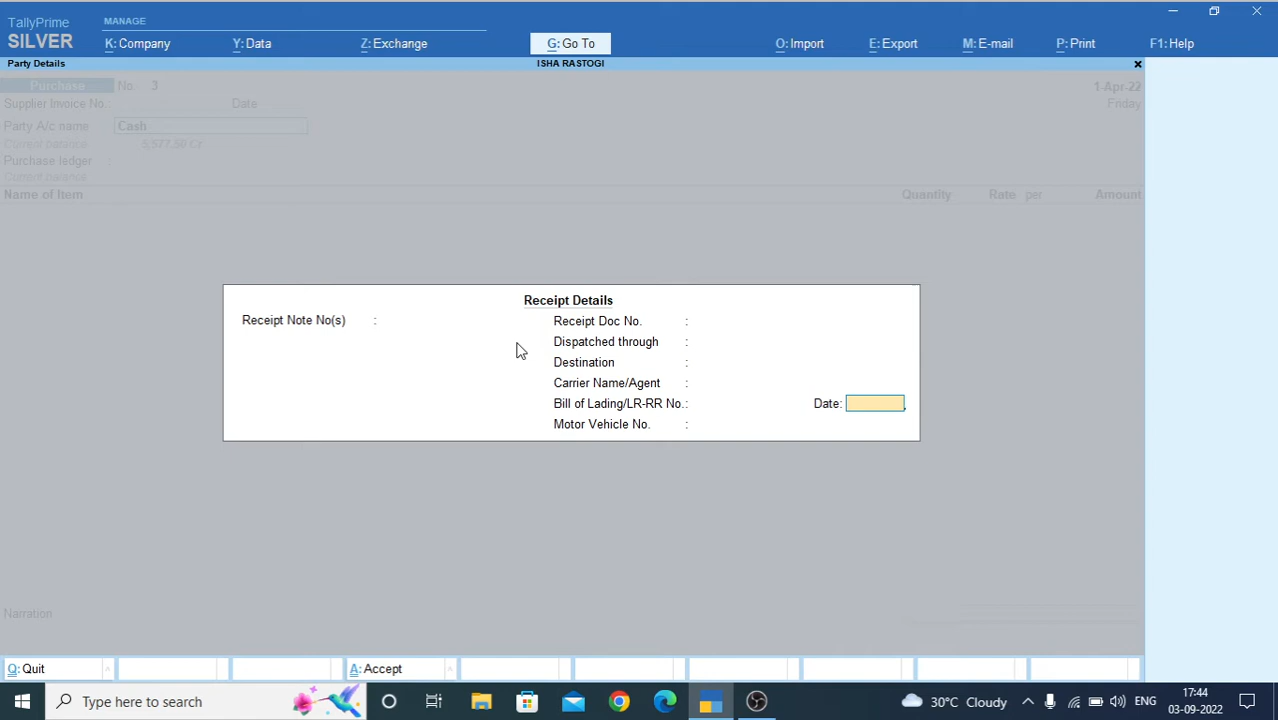 TallyPrime
MANAGE
SILVER
K: Company
Y: Data
Z: Exchange
G: Go To
O: Import
E: Export
M: E-mail
P: Print
F1: Help
Party Details
ISHA RASTOGI
Purchase No. 3
1-Apr-22
Supplier Invoice No.:
Date
Friday
Party A/c name
Cash
Current balance
5,577.50 Cr
Purchase ledger :
Current balance
Name of Item
Quantity
Rate per
Amount
Receipt Details
Receipt Note No(s) :
Receipt Doc No. :
Dispatched through :
Destination :
Carrier Name/Agent :
Bill of Lading/LR-RR No.:
Date:
Motor Vehicle No. :
Narration
Q: Quit
A: Accept
Type here to search
30°C Cloudy
ENG
17:44
03-09-2022